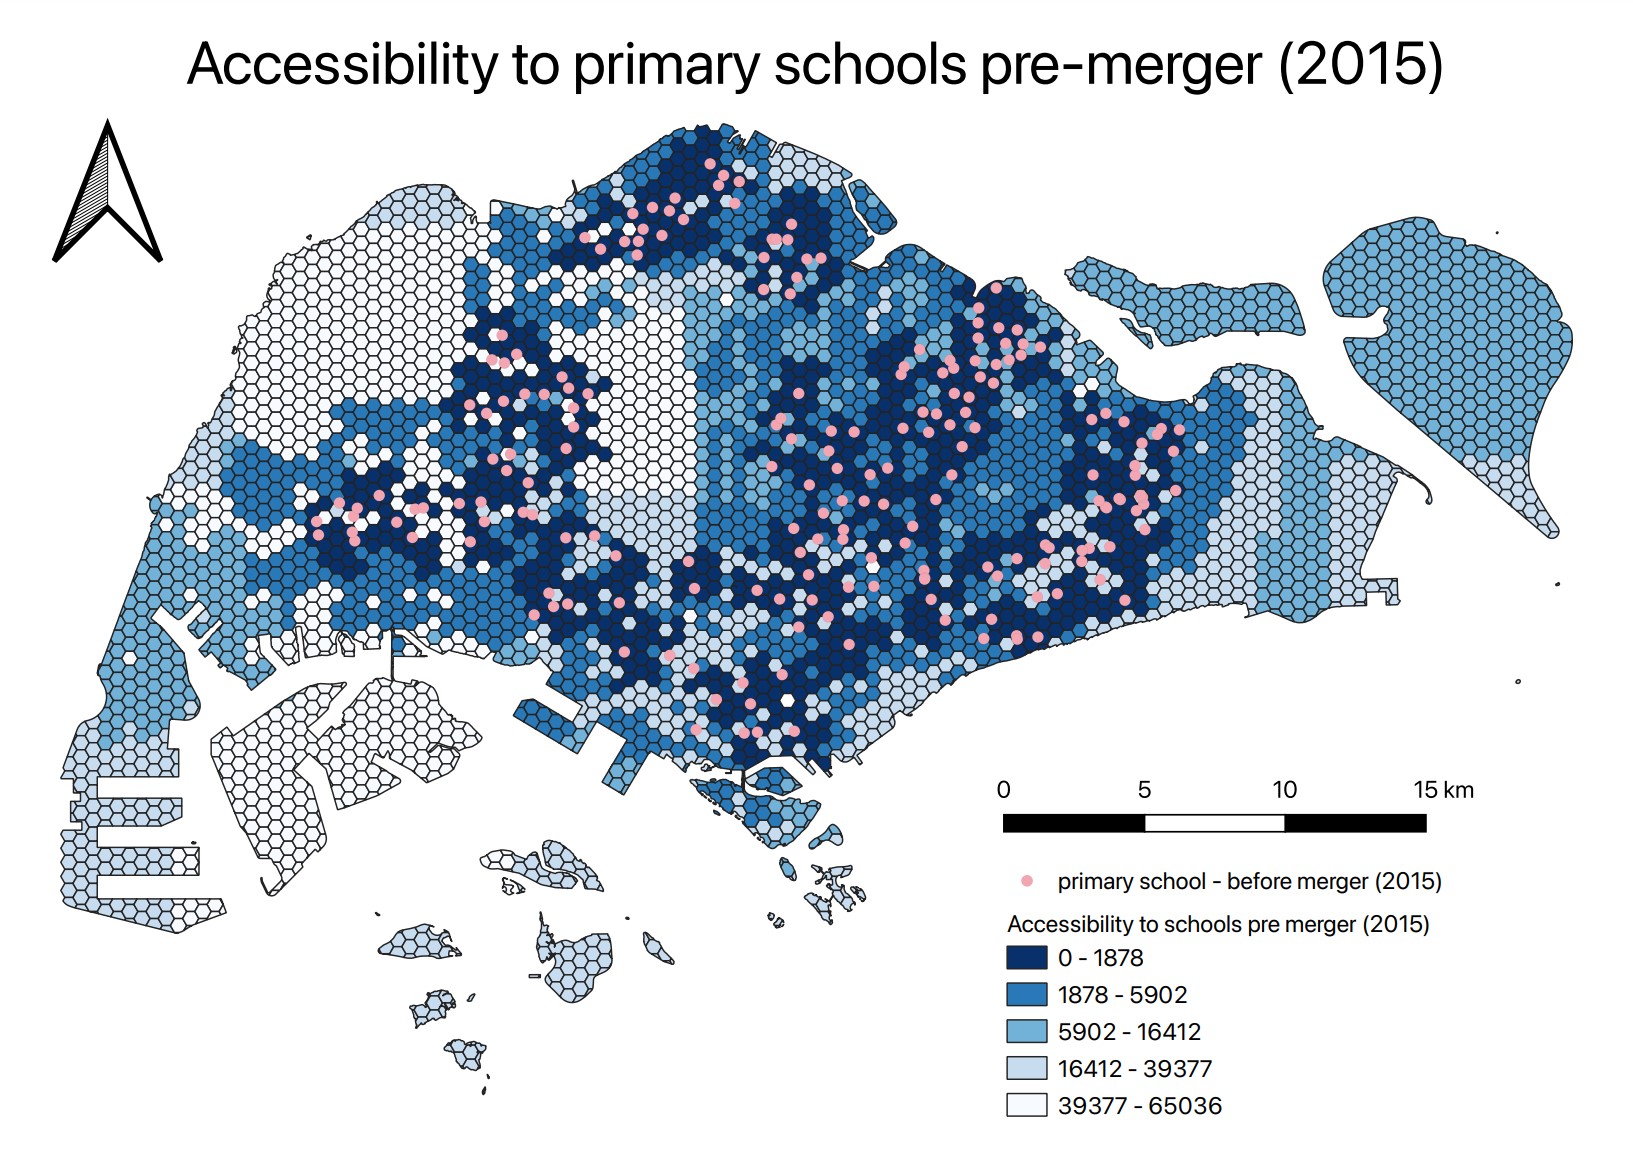 Accessibility to primary schools pre-merger (2015)
0 5 10 15 km
primary school - before merger (2015)
Accessibility to schools pre merger (2015)
0 - 1878
1878 - 5902
5902 - 16412
16412 - 39377
39377 - 65036